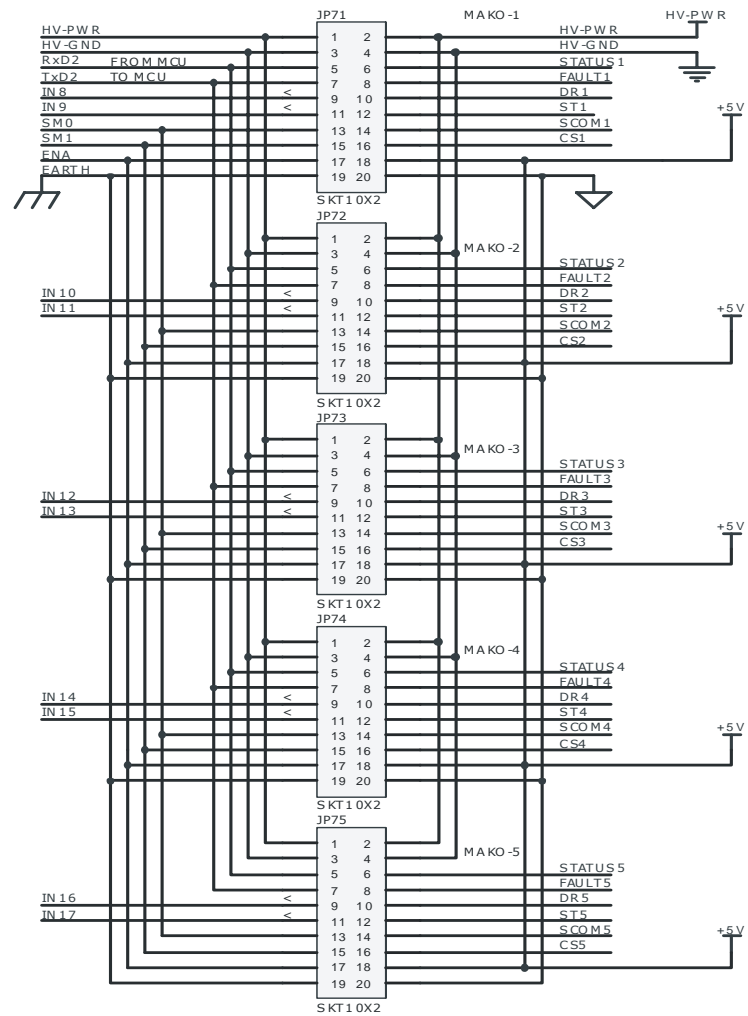 JP71 MAKO-1 HV-PWR
HV-PWR 1 2 HV-PWR
HV-GND 3 4 HV-GND
RxD2 FROM MCU 5 6 STATUS1
TxD2 TO MCU 7 8 FAULT1
IN8 < 9 10 DR1
IN9 < 11 12 ST1 +5V
SM0 13 14 SCOM1
SM1 15 16 CS1
ENA 17 18
EARTH 19 20
SKT10X2
JP72
1 2
3 4 MAKO-2
5 6 STATUS2
7 8 FAULT2
IN10 < 9 10 DR2
IN11 < 11 12 ST2 +5V
13 14 SCOM2
15 16 CS2
17 18
19 20
SKT10X2
JP73
1 2
3 4 MAKO-3
5 6 STATUS3
7 8 FAULT3
IN12 < 9 10 DR3
IN13 < 11 12 ST3
13 14 SCOM3 +5V
15 16 CS3
17 18
19 20
SKT10X2
JP74
1 2
3 4 MAKO-4
5 6 STATUS4
7 8 FAULT4
IN14 < 9 10 DR4
IN15 < 11 12 ST4
13 14 SCOM4 +5V
15 16 CS4
17 18
19 20
SKT10X2
JP75
1 2
3 4 MAKO-5
5 6 STATUS5
7 8 FAULT5
IN16 < 9 10 DR5
IN17 < 11 12 ST5
13 14 SCOM5 +5V
15 16 CS5
17 18
19 20
SKT10X2